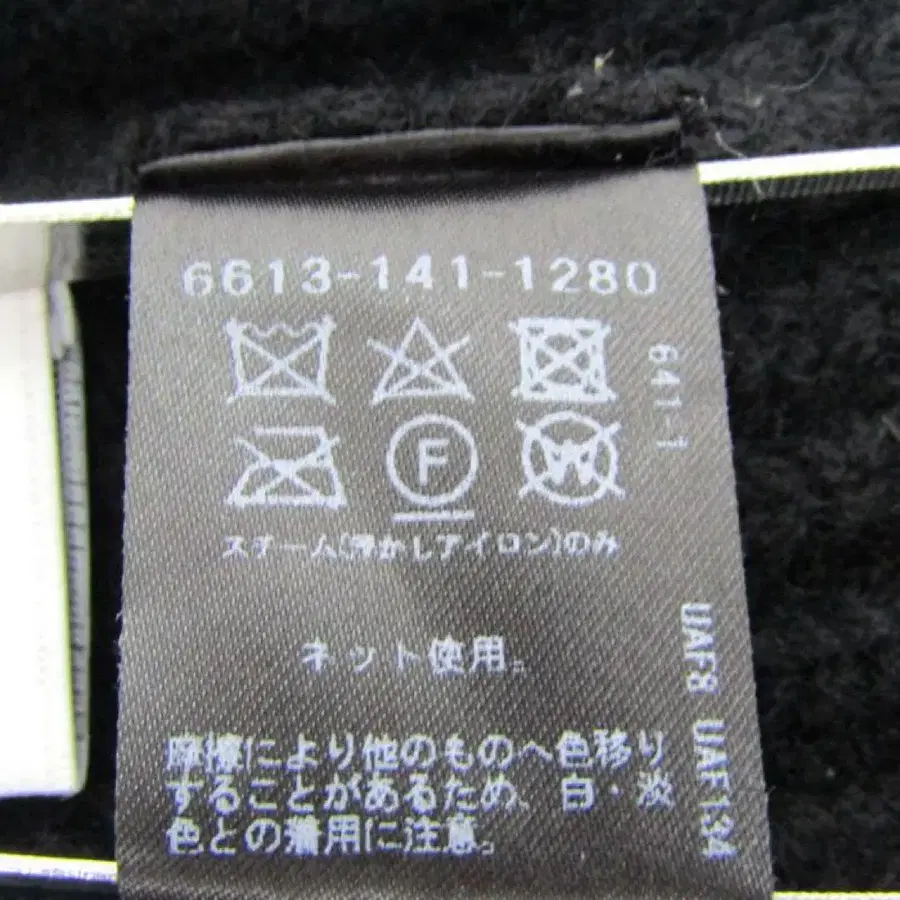 6613-141-1280
641-1
F
W
スチーム(浮かしアイロン)のみ
ネット使用。
UAF8 UAF134
摩擦により他のものへ色移り
することがあるため、白・淡
色との着用に注意。